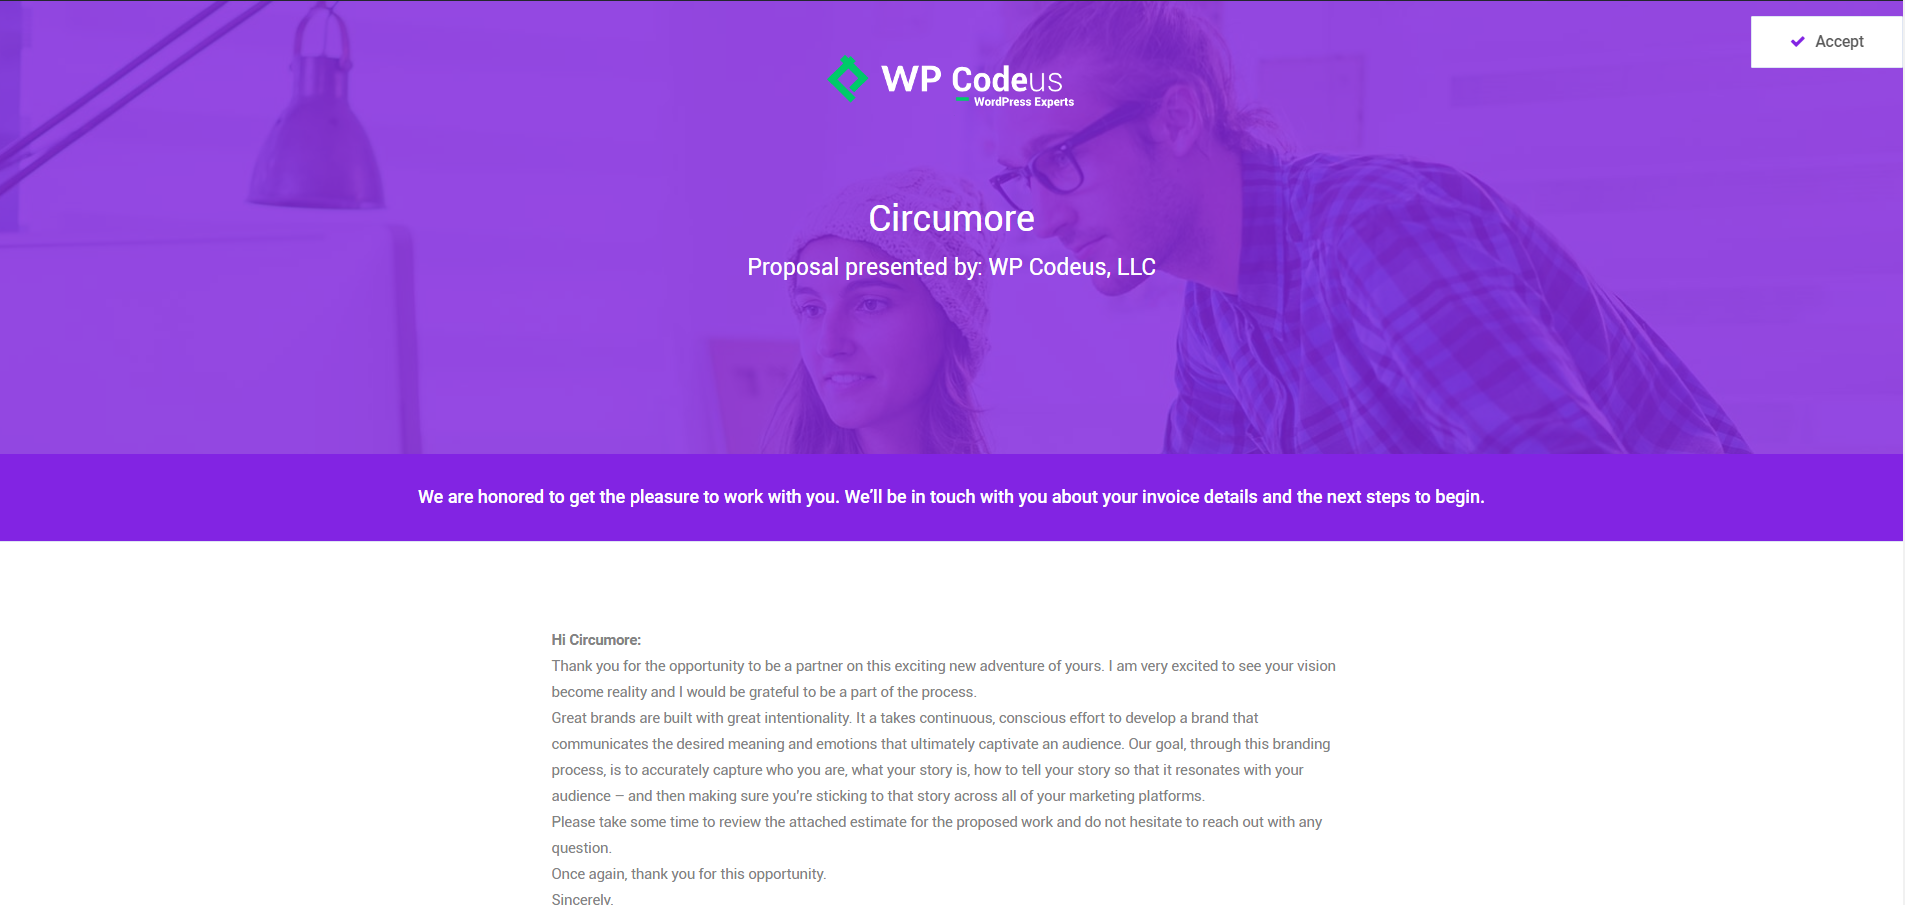 Accept
WP Codeus
WordPress Experts
Circumore
Proposal presented by: WP Codeus, LLC
We are honored to get the pleasure to work with you. We’ll be in touch with you about your invoice details and the next steps to begin.
Hi Circumore:
Thank you for the opportunity to be a partner on this exciting new adventure of yours. I am very excited to see your vision
become reality and I would be grateful to be a part of the process.
Great brands are built with great intentionality. It a takes continuous, conscious effort to develop a brand that
communicates the desired meaning and emotions that ultimately captivate an audience. Our goal, through this branding
process, is to accurately capture who you are, what your story is, how to tell your story so that it resonates with your
audience – and then making sure you’re sticking to that story across all of your marketing platforms.
Please take some time to review the attached estimate for the proposed work and do not hesitate to reach out with any
question.
Once again, thank you for this opportunity.
Sincerely,